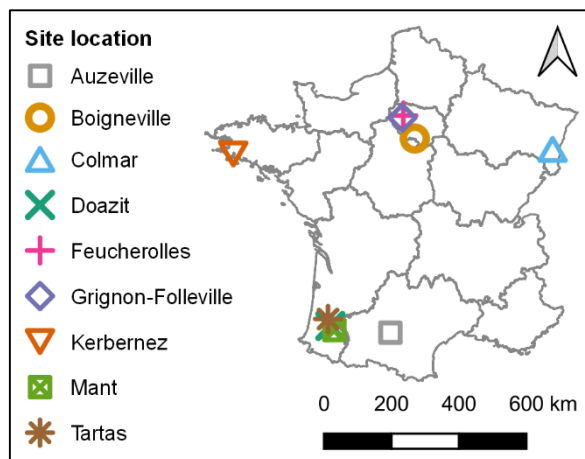 Site location
Auzeville
Boigneville
Colmar
Doazit
Feucherolles
Grignon-Folleville
Kerbernez
Mant
Tartas
0 200 400 600 km